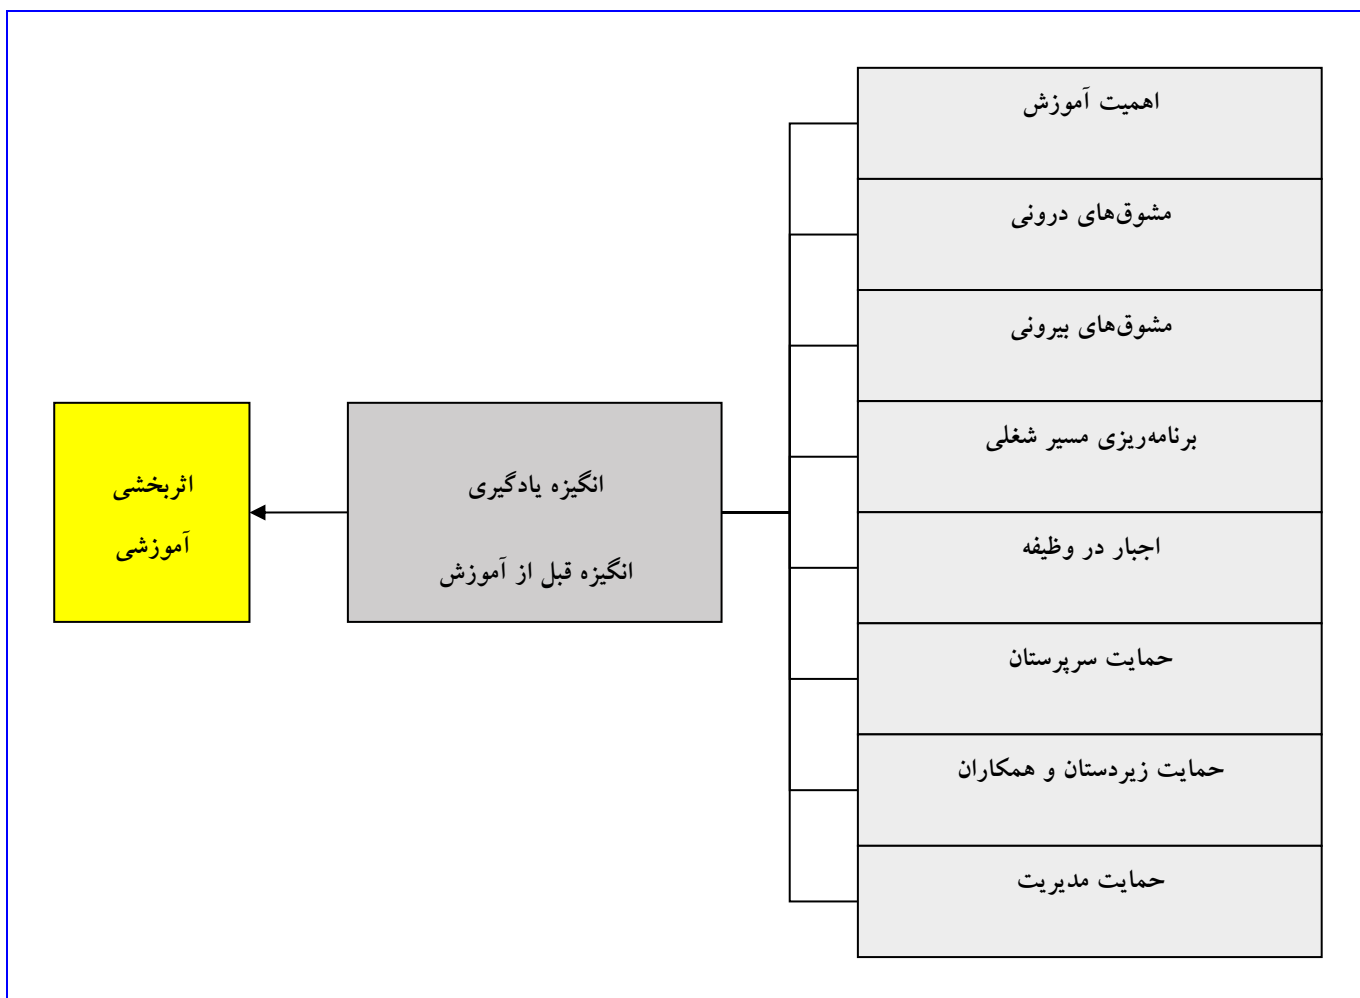 اهمیت آموزش
مشوق‌های درونی
مشوق‌های بیرونی
برنامه‌ریزی مسیر شغلی
اجبار در وظیفه
حمایت سرپرستان
حمایت زیردستان و همکاران
حمایت مدیریت
انگیزه یادگیری
انگیزه قبل از آموزش
اثربخشی
آموزشی